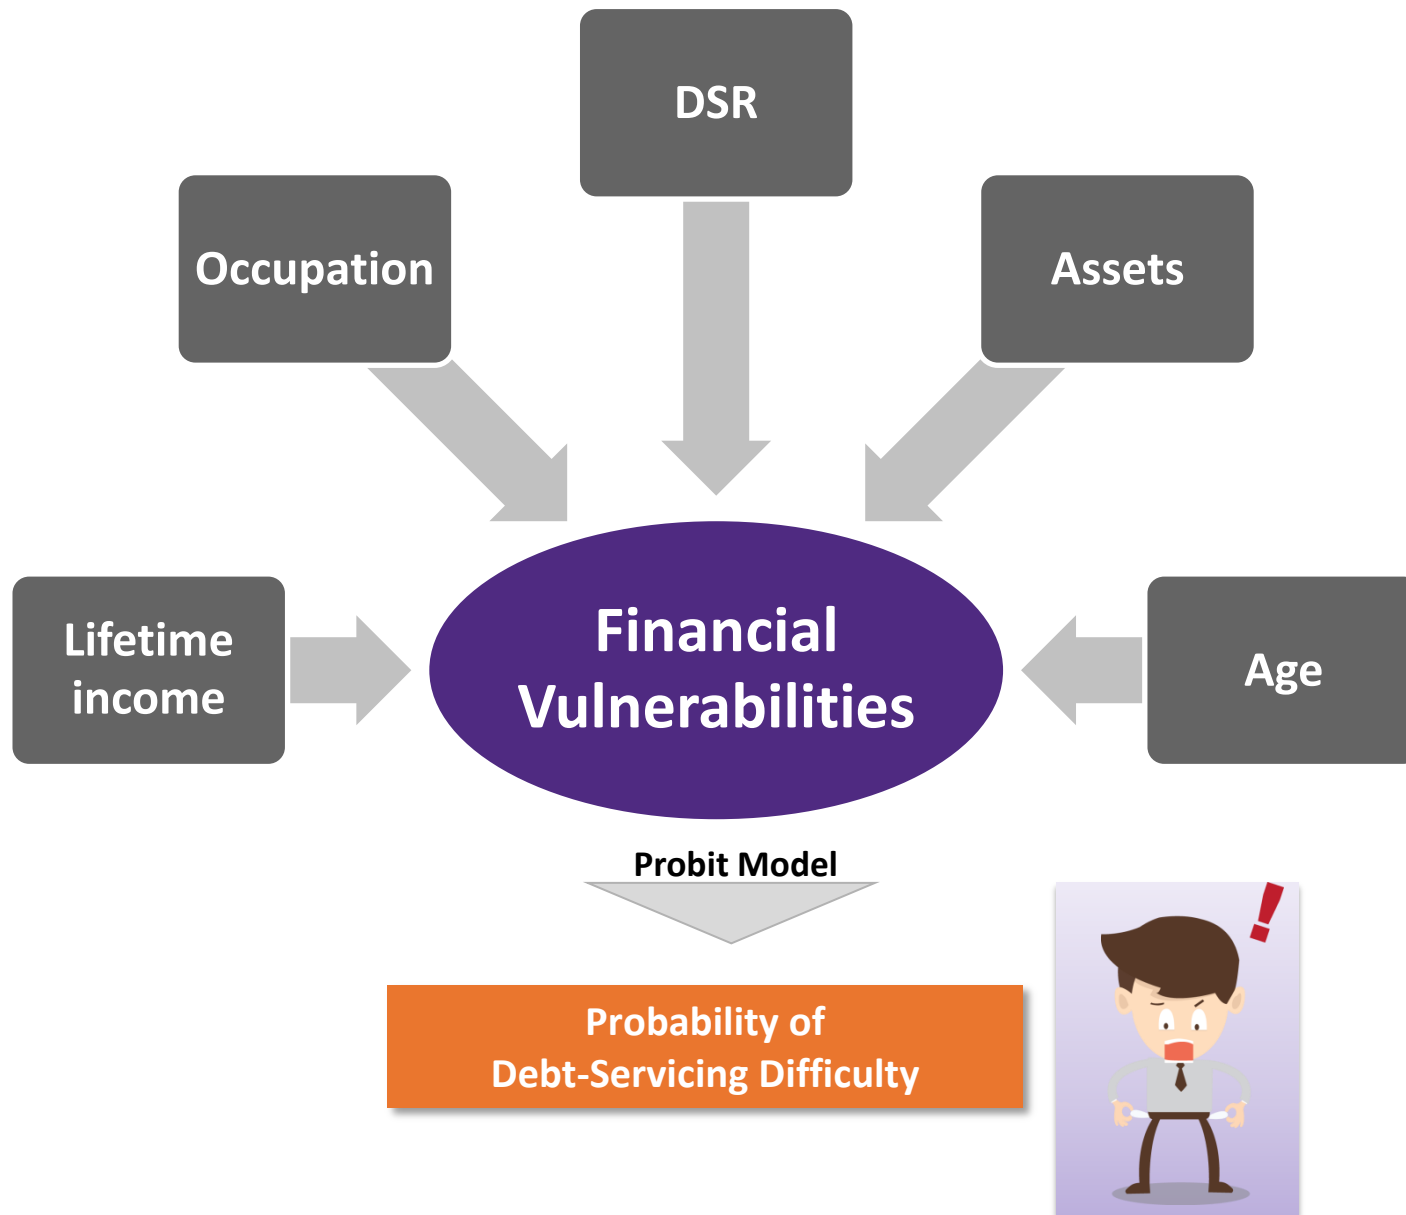 DSR
Occupation
Assets
Lifetime
income
Financial
Vulnerabilities
Age
Probit Model
Probability of
Debt-Servicing Difficulty